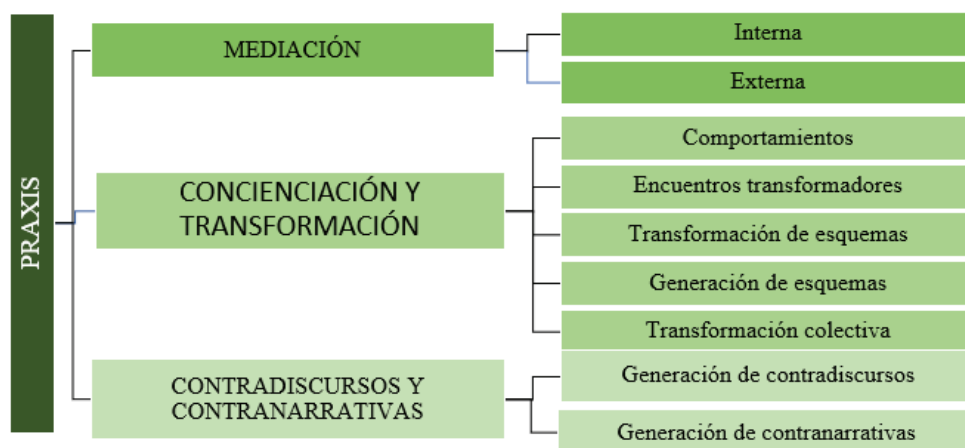 PRAXIS
MEDIACIÓN
Interna
Externa
CONCIENCIACIÓN Y
TRANSFORMACIÓN
Comportamientos
Encuentros transformadores
Transformación de esquemas
Generación de esquemas
Transformación colectiva
CONTRADISCURSOS Y
CONTRANARRATIVAS
Generación de contradiscursos
Generación de contranarrativas